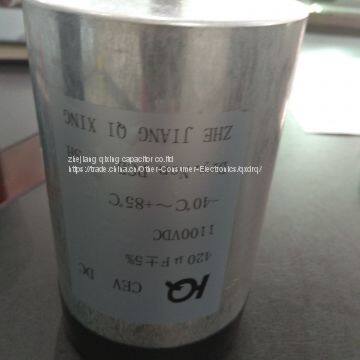 KQ CEV DC
420μF±5%
1100VDC
-40℃~+85℃
ZHE JIANG QI XING
zhejiang qixing capacitor co.ltd
https://trade.china.cn/Other-Consumer-Electronics/qxdrq/